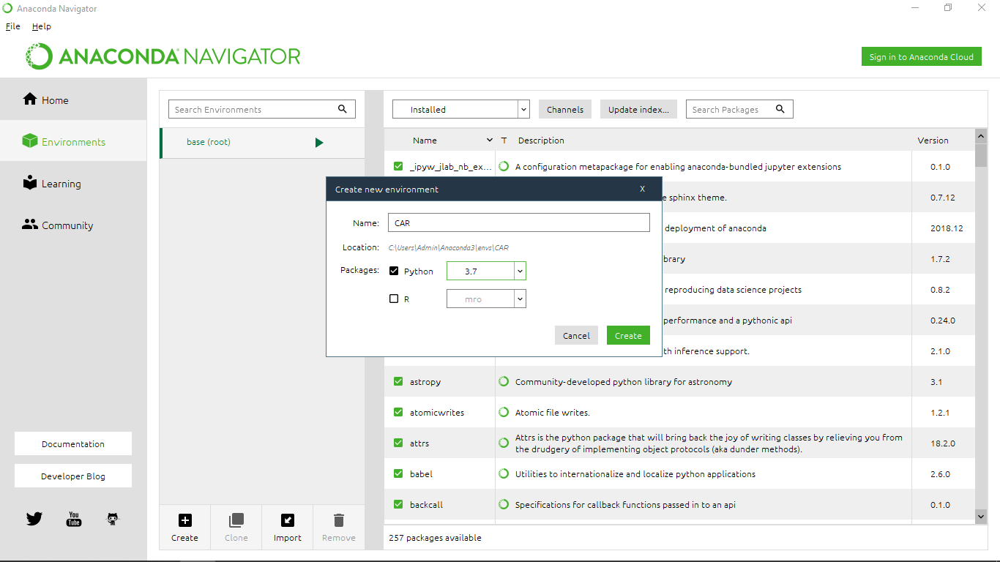 Anaconda Navigator
File Help
ANACONDA NAVIGATOR
Sign in to Anaconda Cloud
Home
Environments
Learning
Community
Documentation
Developer Blog
You
Tube
Search Environments
base (root)
Create Clone Import Remove
Installed Channels Update index... Search Packages
Name T Description Version
_ipyw_jlab_nb_ex... A configuration metapackage for enabling anaconda-bundled jupyter extensions 0.1.0
e sphinx theme. 0.7.12
deployment of anaconda 2018.12
brary 1.7.2
reproducing data science projects 0.8.2
performance and a pythonic api 0.24.0
th inference support. 2.1.0
astropy Community-developed python library for astronomy 3.1
atomicwrites Atomic file writes. 1.2.1
attrs Attrs is the python package that will bring back the joy of writing classes by relieving you from
the drudgery of implementing object protocols (aka dunder methods). 18.2.0
babel Utilities to internationalize and localize python applications 2.6.0
backcall Specifications for callback functions passed in to an api 0.1.0
257 packages available
Create new environment X
Name: CAR
Location: C:\Users\Admin\Anaconda3\envs\CAR
Packages: Python 3.7
R mro
Cancel Create